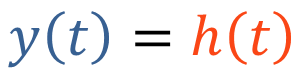 y(t) = h(t)